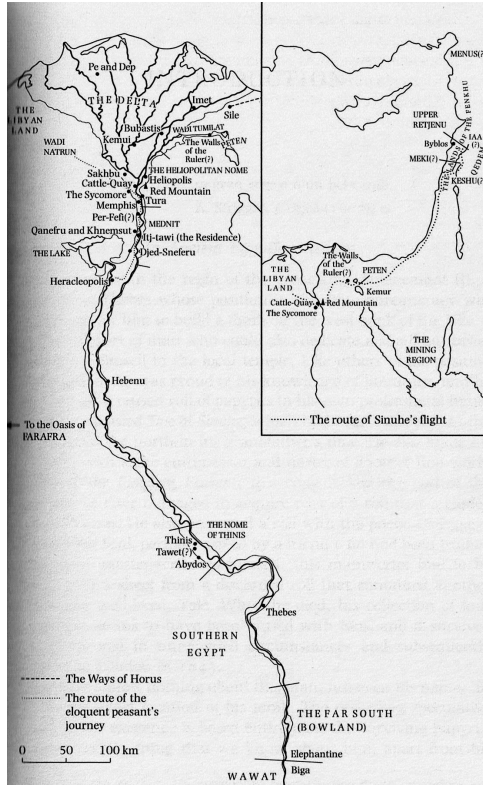 Pe and Dep
THE
LIBYAN
LAND
THE DELTA
Imet
Sile
Bubastis
WADI TUMILAT
Kemui
The Walls
of the
Ruler(?)
PETEN
WADI
NATRUN
THE HELIOPOLITAN NOME
Sakhbu
Heliopolis
Cattle-Quay
Red Mountain
The Sycomore
Tura
Memphis
Per-Pefi(?)
MEDNIT
Qanefru and Khnemsut
Itj-tawi (the Residence)
THE LAKE
Djed-Sneferu
Heracleopolis
Hebenu
To the Oasis of
FARAFRA
THE NOME
OF THINIS
Thinis
Tawet(?)
Abydos
Thebes
SOUTHERN
EGYPT
The Ways of Horus
The route of the
eloquent peasant's
journey
0 50 100 km
THE FAR SOUTH
(BOWLAND)
Elephantine
Biga
WAWAT
MENUS(?)
UPPER
RETJENU
THE LANDS OF THE FENKHU
IAA
Byblos
QEDEM
MEKI(?)
KESHU(?)
The Walls
of the
Ruler(?)
PETEN
THE
LIBYAN
LAND
Kemur
Cattle-Quay
Red Mountain
The Sycomore
THE
MINING
REGION
The route of Sinuhe's flight